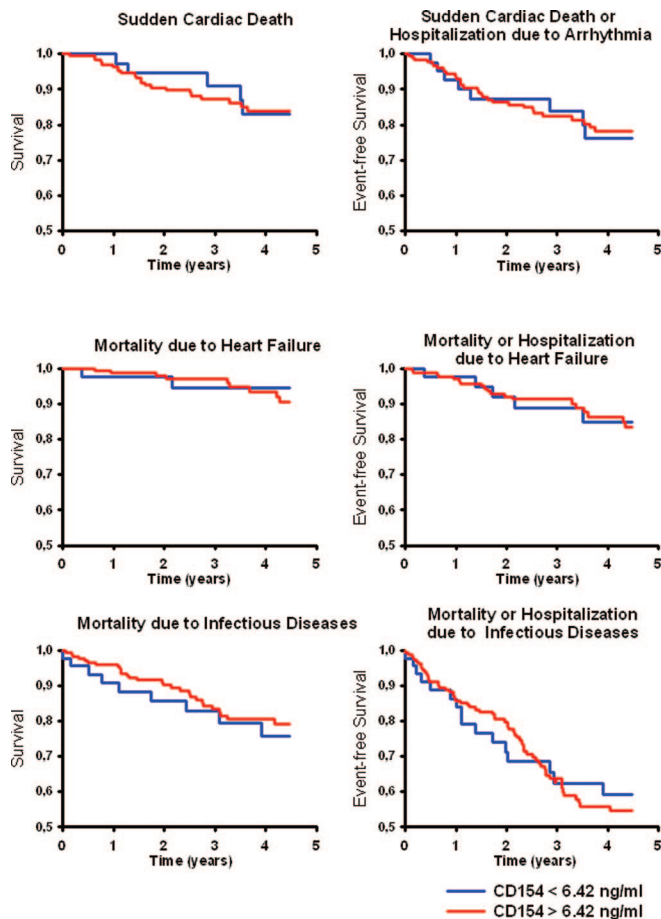 Sudden Cardiac Death
Survival
1,0
0,9
0,8
0,7
0,6
0,5
0 1 2 3 4 5
Time (years)
Sudden Cardiac Death or
Hospitalization due to Arrhythmia
Event-free Survival
1,0
0,9
0,8
0,7
0,6
0,5
0 1 2 3 4 5
Time (years)
Mortality due to Heart Failure
Survival
1,0
0,9
0,8
0,7
0,6
0,5
0 1 2 3 4 5
Time (years)
Mortality or Hospitalization
due to Heart Failure
Event-free Survival
1,0
0,9
0,8
0,7
0,6
0,5
0 1 2 3 4 5
Time (years)
Mortality due to Infectious Diseases
Survival
1,0
0,9
0,8
0,7
0,6
0,5
0 1 2 3 4 5
Time (years)
Mortality or Hospitalization
due to Infectious Diseases
Event-free Survival
1,0
0,9
0,8
0,7
0,6
0,5
0 1 2 3 4 5
Time (years)
CD154 < 6.42 ng/ml
CD154 > 6.42 ng/ml